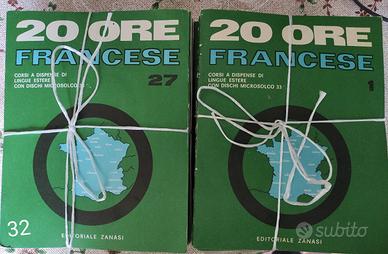 20 ORE
FRANCESE
CORSI A DISPENSE DI
LINGUE ESTERE
CON DISCHI MICROSOLCO 33
27
32
EDITORIALE ZANASI
20 ORE
FRANCESE
CORSI A DISPENSE DI
LINGUE ESTERE
CON DISCHI MICROSOLCO 33
1
EDITORIALE ZANASI
subito